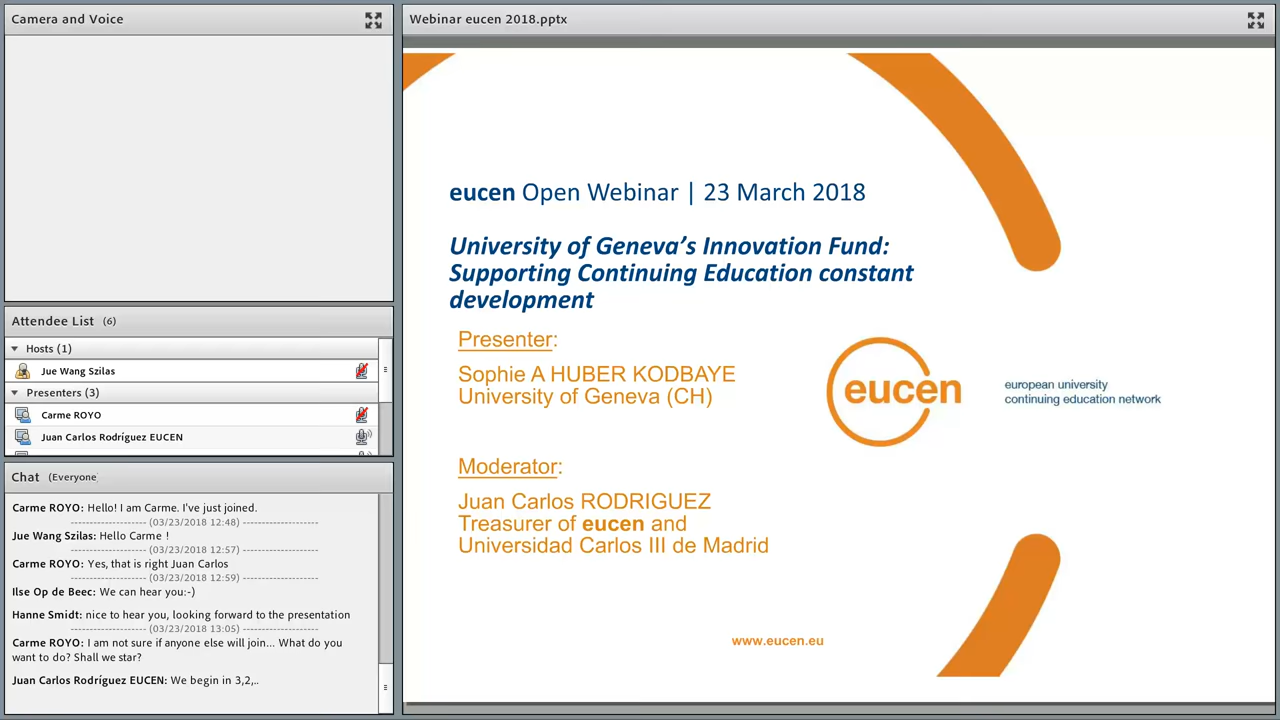 Camera and Voice
Attendee List (6)
Hosts (1)
Jue Wang Szilas
Presenters (3)
Carme ROYO
Juan Carlos Rodríguez EUCEN
Chat (Everyone
Carme ROYO: Hello! I am Carme. I've just joined.
-------------------- (03/23/2018 12:48) --------------------
Jue Wang Szilas: Hello Carme !
-------------------- (03/23/2018 12:57) --------------------
Carme ROYO: Yes, that is right Juan Carlos
-------------------- (03/23/2018 12:59) --------------------
Ilse Op de Beec: We can hear you:-)
Hanne Smidt: nice to hear you, looking forward to the presentation
-------------------- (03/23/2018 13:05) --------------------
Carme ROYO: I am not sure if anyone else will join... What do you
want to do? Shall we star?
Juan Carlos Rodríguez EUCEN: We begin in 3,2,..
Webinar eucen 2018.pptx
eucen Open Webinar | 23 March 2018
University of Geneva's Innovation Fund:
Supporting Continuing Education constant
development
Presenter:
Sophie A HUBER KODBAYE
University of Geneva (CH)
Moderator:
Juan Carlos RODRIGUEZ
Treasurer of eucen and
Universidad Carlos III de Madrid
eucen
european university
continuing education network
www.eucen.eu